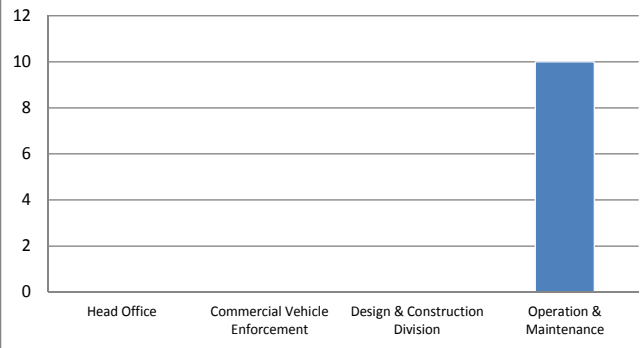 12
10
8
6
4
2
0
Head Office
Commercial Vehicle
Enforcement
Design & Construction
Division
Operation &
Maintenance